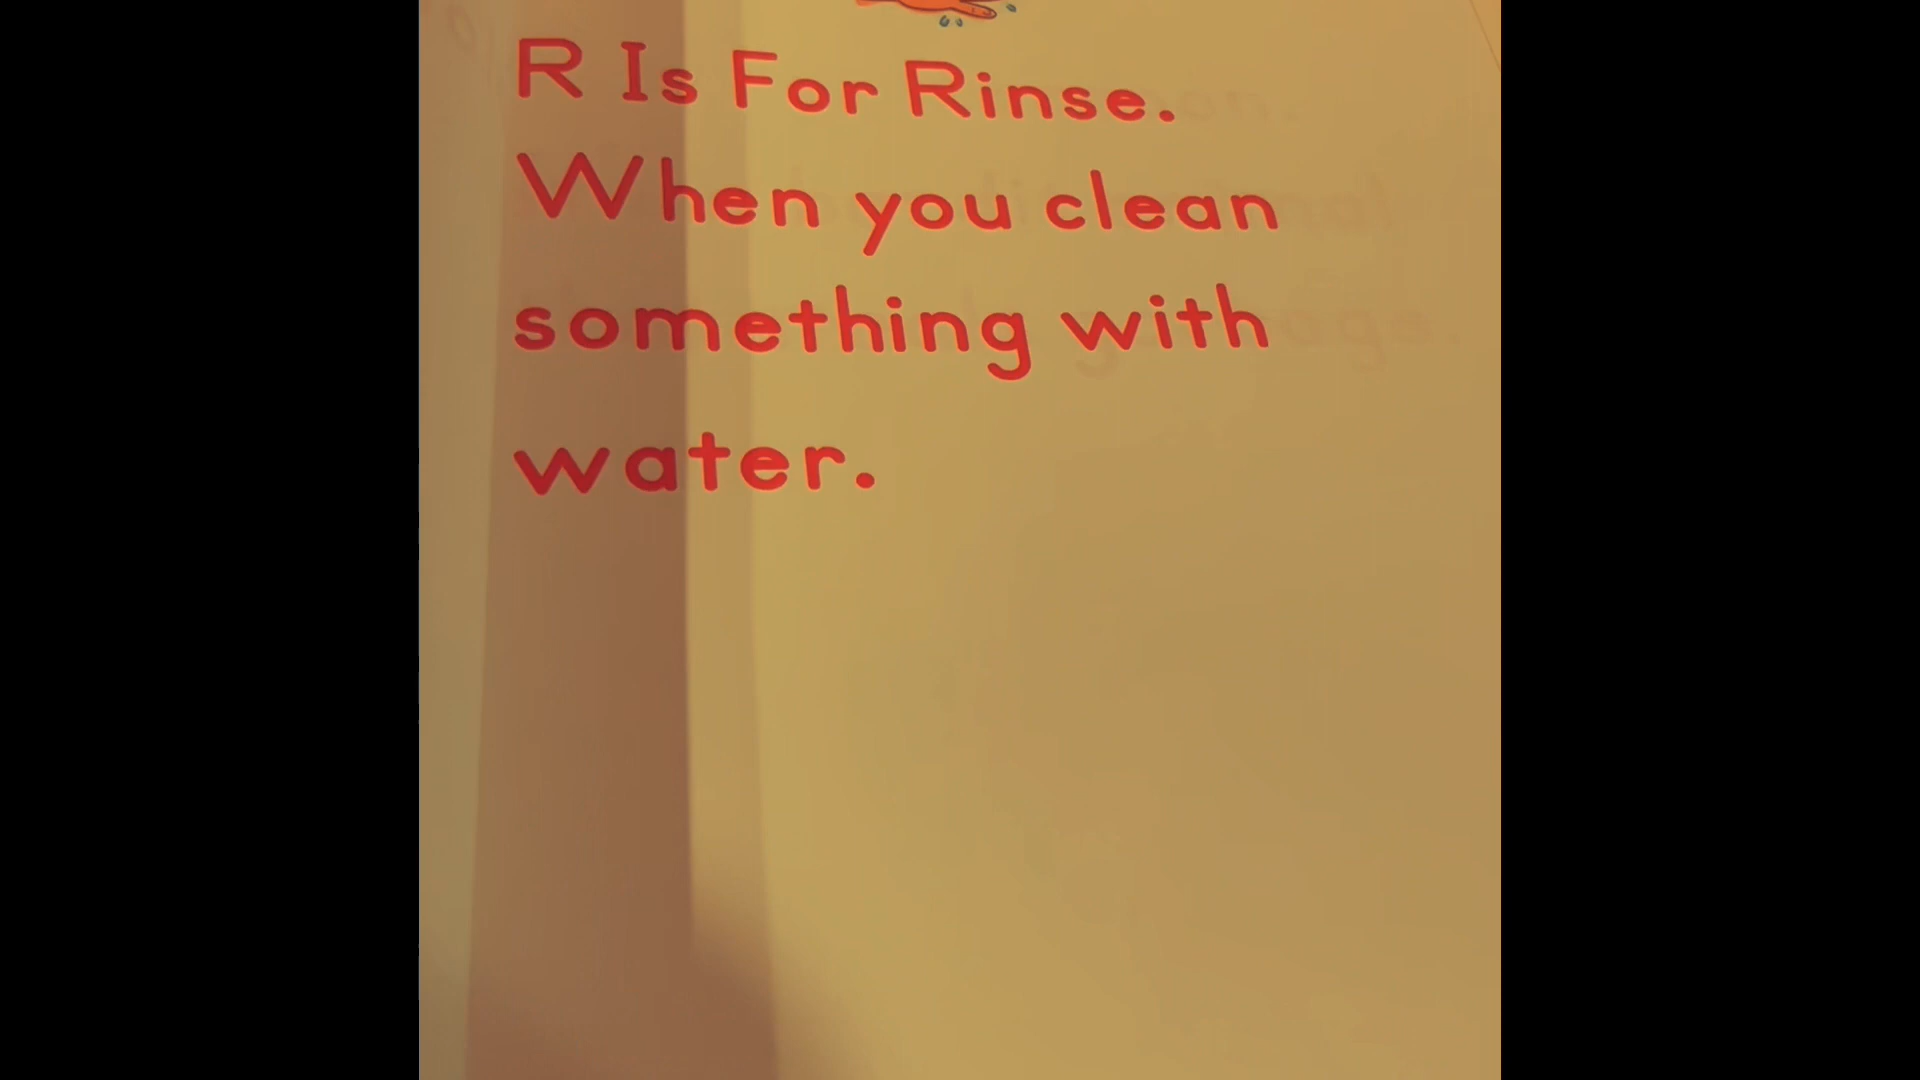 R Is For Rinse.
When you clean
something with
water.